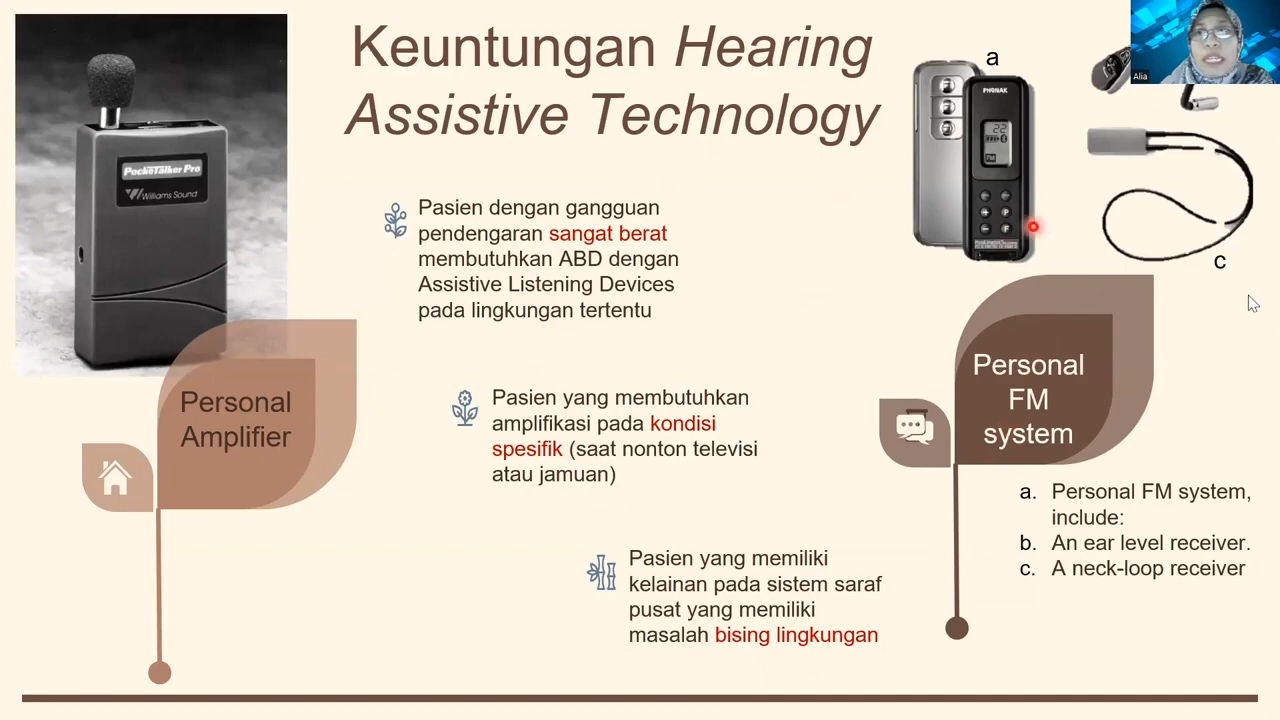 Keuntungan Hearing
Assistive Technology
PockeTalker Pro
Williams Sound
Personal
Amplifier
Pasien dengan gangguan
pendengaran sangat berat
membutuhkan ABD dengan
Assistive Listening Devices
pada lingkungan tertentu
Pasien yang membutuhkan
amplifikasi pada kondisi
spesifik (saat nonton televisi
atau jamuan)
Pasien yang memiliki
kelainan pada sistem saraf
pusat yang memiliki
masalah bising lingkungan
a
PHONAK
22
FM
P
F
c
Alia
Personal
FM
system
a. Personal FM system,
include:
b. An ear level receiver.
c. A neck-loop receiver